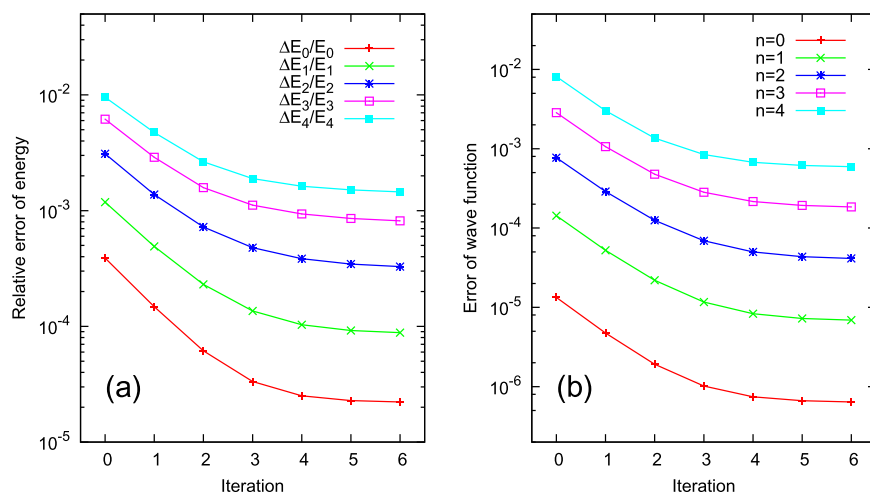 ΔE0/E0
ΔE1/E1
ΔE2/E2
ΔE3/E3
ΔE4/E4
10^-2
10^-3
10^-4
10^-5
Relative error of energy
(a)
0 1 2 3 4 5 6
Iteration
n=0
n=1
n=2
n=3
n=4
10^-2
10^-3
10^-4
10^-5
10^-6
Error of wave function
(b)
0 1 2 3 4 5 6
Iteration